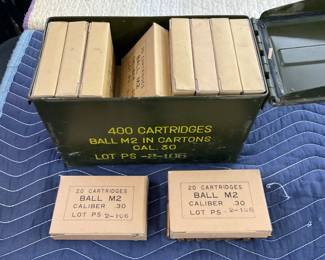 400 CARTRIDGES
BALL M2 IN CARTONS
CAL. .30
LOT PS -2-106
20 CARTRIDGES
BALL M2
CALIBER .30
LOT PS 2-106
20 CARTRIDGES
BALL M2
CALIBER .30
LOT PS 2-106